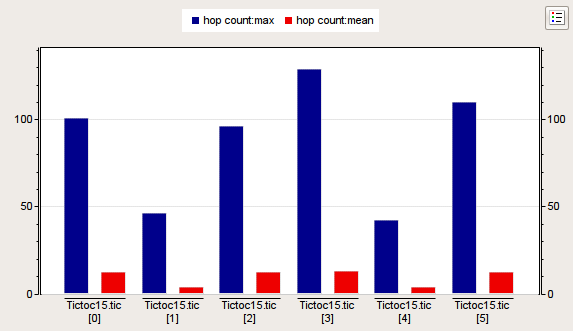 hop count:max hop count:mean
100 100
50 50
0 0
Tictoc15.tic Tictoc15.tic Tictoc15.tic Tictoc15.tic Tictoc15.tic Tictoc15.tic
[0] [1] [2] [3] [4] [5]